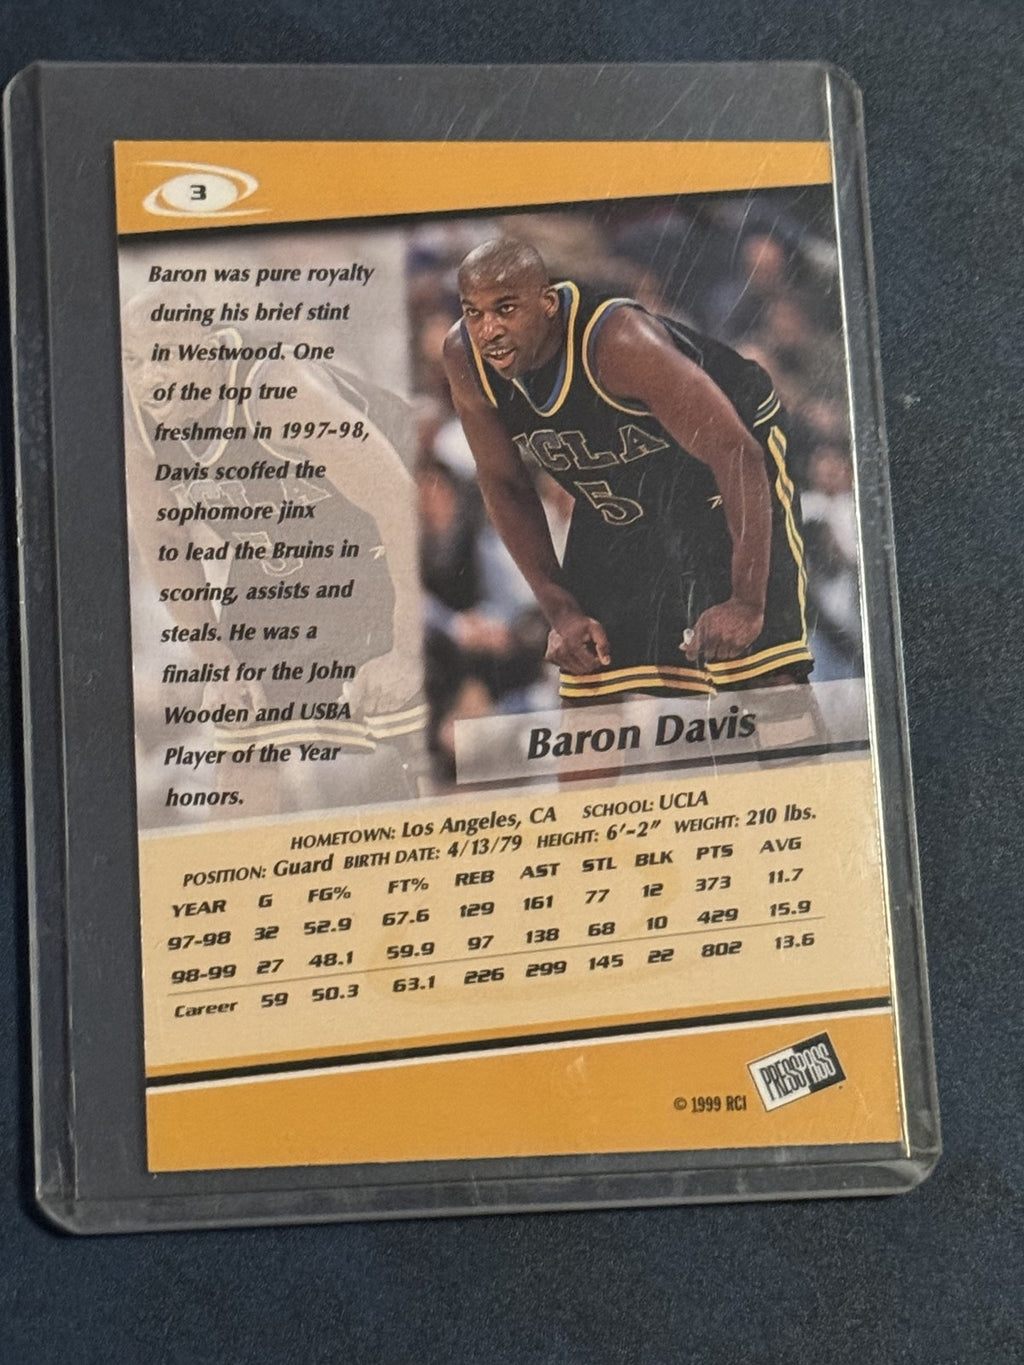 3
Baron was pure royalty
during his brief stint
in Westwood. One
of the top true
freshmen in 1997-98,
Davis scoffed the
sophomore jinx
to lead the Bruins in
scoring, assists and
steals. He was a
finalist for the John
Wooden and USBA
Player of the Year
honors.
UCLA
5
Baron Davis
HOMETOWN: Los Angeles, CA SCHOOL: UCLA
POSITION: Guard BIRTH DATE: 4/13/79 HEIGHT: 6'-2" WEIGHT: 210 lbs.
YEAR G FG% FT% REB AST STL BLK PTS AVG
97-98 32 52.9 67.6 129 161 77 12 373 11.7
98-99 27 48.1 59.9 97 138 68 10 429 15.9
Career 59 50.3 63.1 226 299 145 22 802 13.6
© 1999 RCI
PRESS PASS